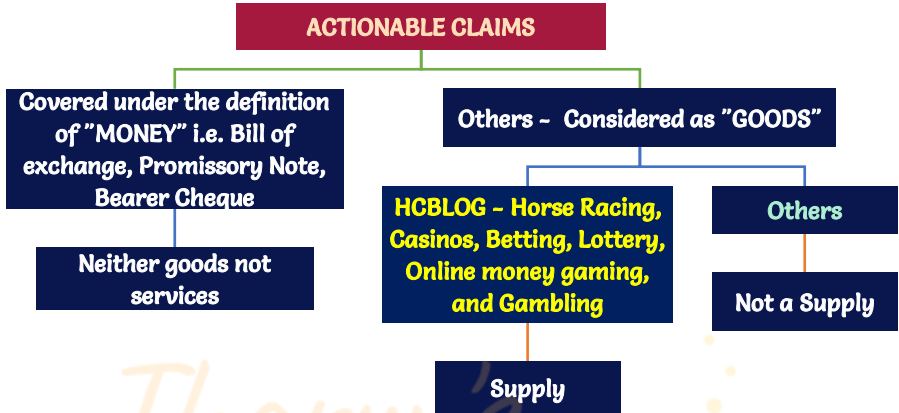 ACTIONABLE CLAIMS
Covered under the definition
of "MONEY" i.e. Bill of
exchange, Promissory Note,
Bearer Cheque
Neither goods not
services
Others - Considered as "GOODS"
HCBLOG - Horse Racing,
Casinos, Betting, Lottery,
Online money gaming,
and Gambling
Supply
Others
Not a Supply